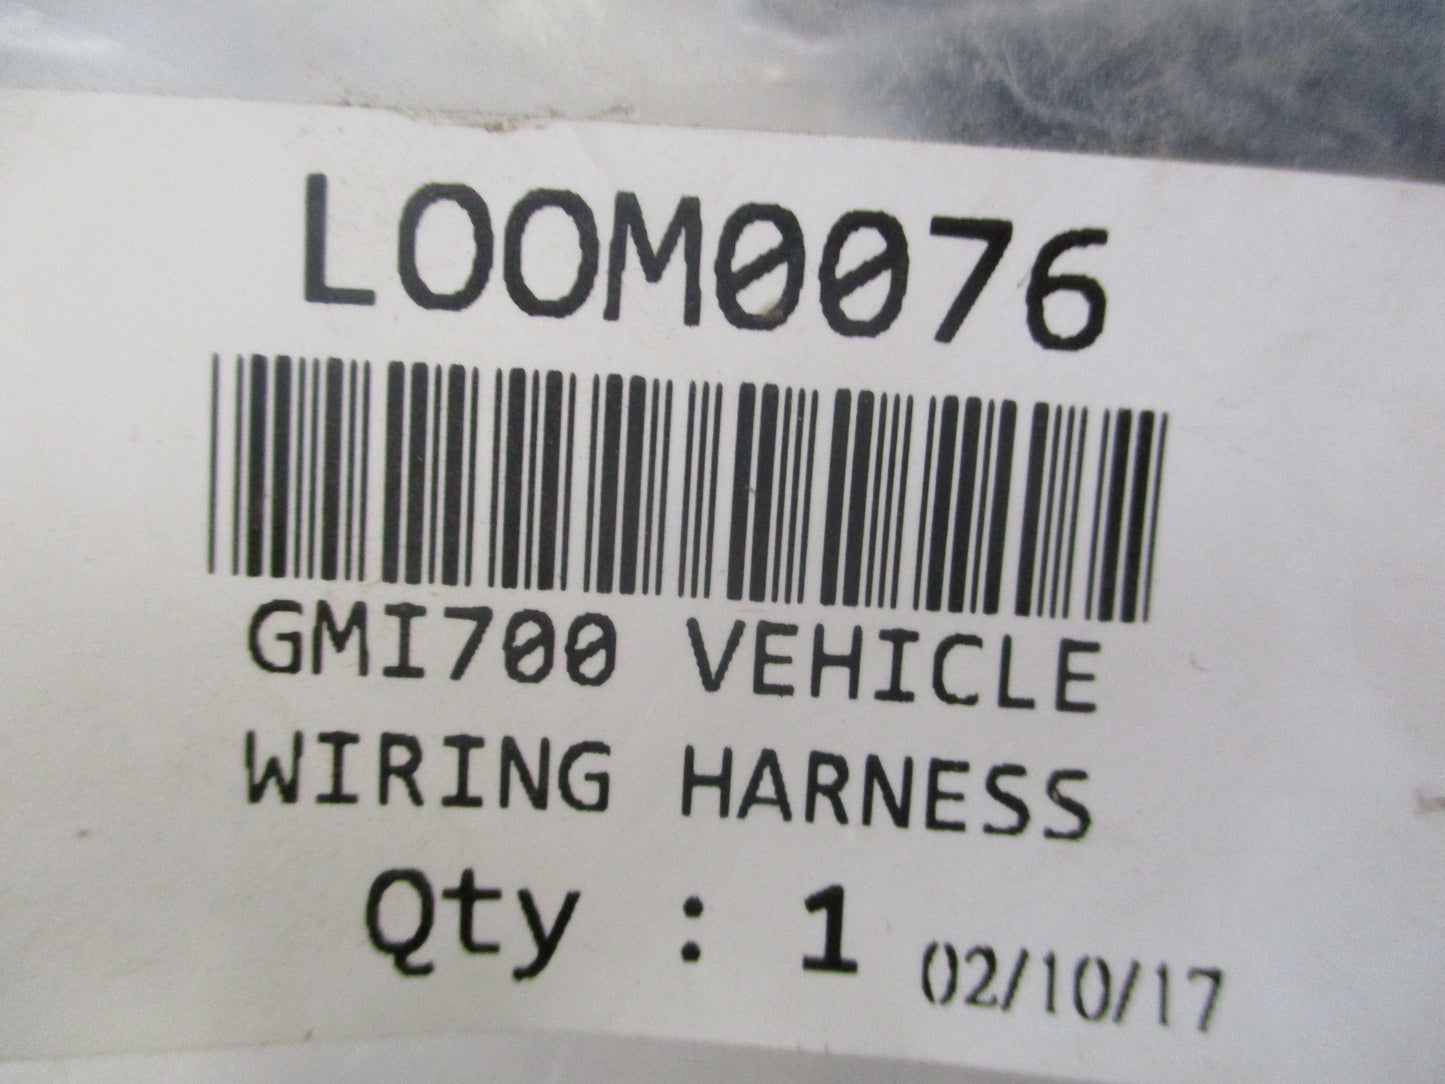 LOOM0076
GMI700 VEHICLE
WIRING HARNESS
Qty : 1 02/10/17